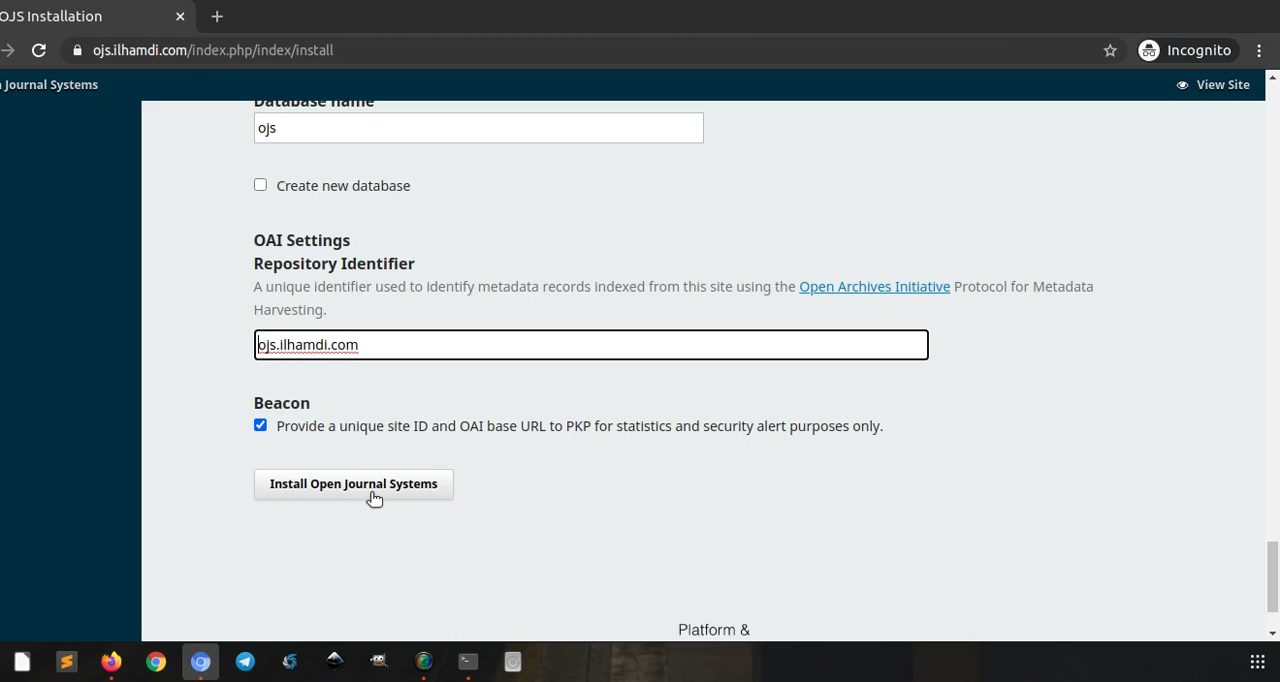 OJS Installation
ojs.ilhamdi.com/index.php/index/install
Incognito
Journal Systems
View Site
Database name
ojs
Create new database
OAI Settings
Repository Identifier
A unique identifier used to identify metadata records indexed from this site using the Open Archives Initiative Protocol for Metadata
Harvesting.
ojs.ilhamdi.com
Beacon
Provide a unique site ID and OAI base URL to PKP for statistics and security alert purposes only.
Install Open Journal Systems
Platform &